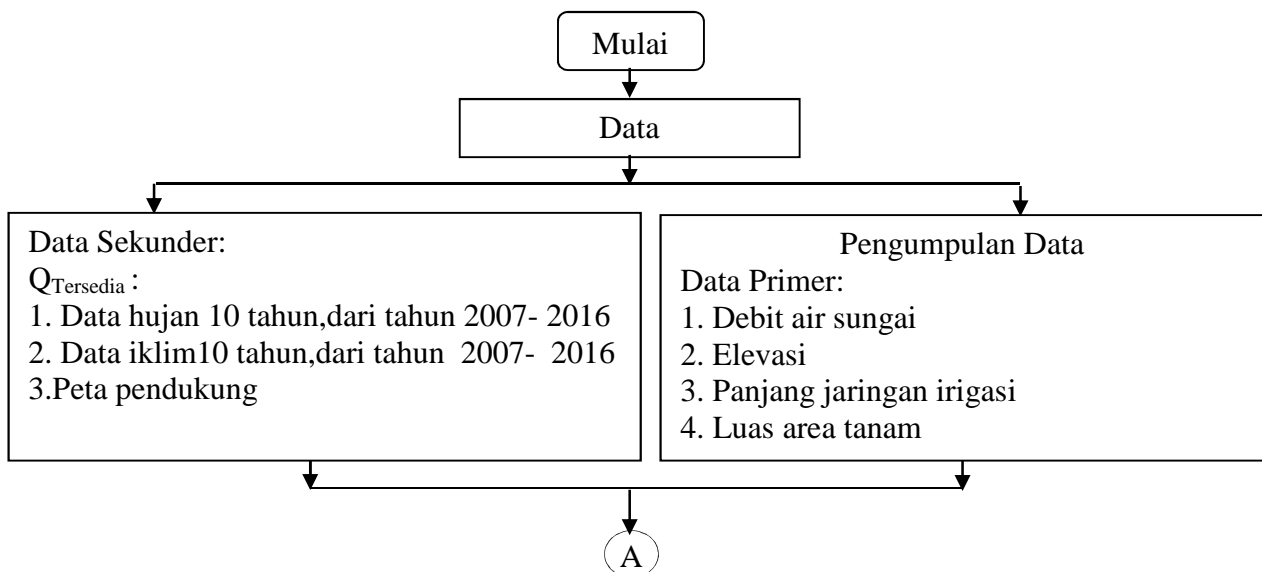 Mulai
Data
Data Sekunder:
QTersedia :
1. Data hujan 10 tahun,dari tahun 2007- 2016
2. Data iklim10 tahun,dari tahun 2007- 2016
3.Peta pendukung
Pengumpulan Data
Data Primer:
1. Debit air sungai
2. Elevasi
3. Panjang jaringan irigasi
4. Luas area tanam
A